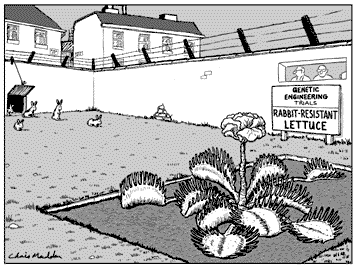 GENETIC
ENGINEERING
TRIALS
RABBIT-RESISTANT
LETTUCE
Chris Madden